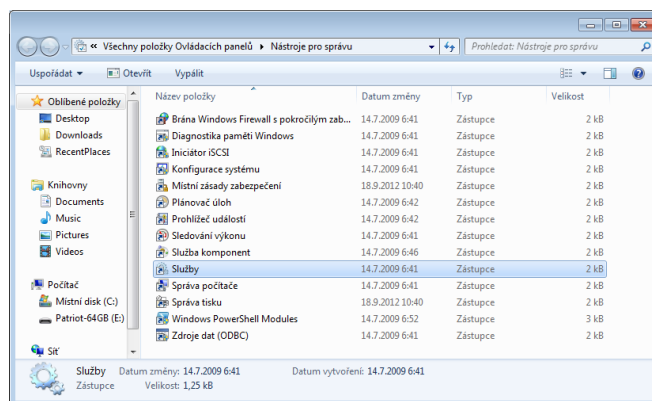 « Všechny položky Ovládacích panelů ▸ Nástroje pro správu
Prohledat: Nástroje pro správu
Uspořádat Otevřít Vypálit
Oblíbené položky
Desktop
Downloads
RecentPlaces
Knihovny
Documents
Music
Pictures
Videos
Počítač
Místní disk (C:)
Patriot-64GB (E:)
Síť
Název položky Datum změny Typ Velikost
Brána Windows Firewall s pokročilým zab... 14.7.2009 6:41 Zástupce 2 kB
Diagnostika paměti Windows 14.7.2009 6:41 Zástupce 2 kB
Iniciátor iSCSI 14.7.2009 6:41 Zástupce 2 kB
Konfigurace systému 14.7.2009 6:41 Zástupce 2 kB
Místní zásady zabezpečení 18.9.2012 10:40 Zástupce 2 kB
Plánovač úloh 14.7.2009 6:42 Zástupce 2 kB
Prohlížeč událostí 14.7.2009 6:42 Zástupce 2 kB
Sledování výkonu 14.7.2009 6:41 Zástupce 2 kB
Služba komponent 14.7.2009 6:46 Zástupce 2 kB
Služby 14.7.2009 6:41 Zástupce 2 kB
Správa počítače 14.7.2009 6:41 Zástupce 2 kB
Správa tisku 18.9.2012 10:40 Zástupce 2 kB
Windows PowerShell Modules 14.7.2009 6:52 Zástupce 3 kB
Zdroje dat (ODBC) 14.7.2009 6:41 Zástupce 2 kB
Služby Datum změny: 14.7.2009 6:41 Datum vytvoření: 14.7.2009 6:41
Zástupce Velikost: 1,25 kB